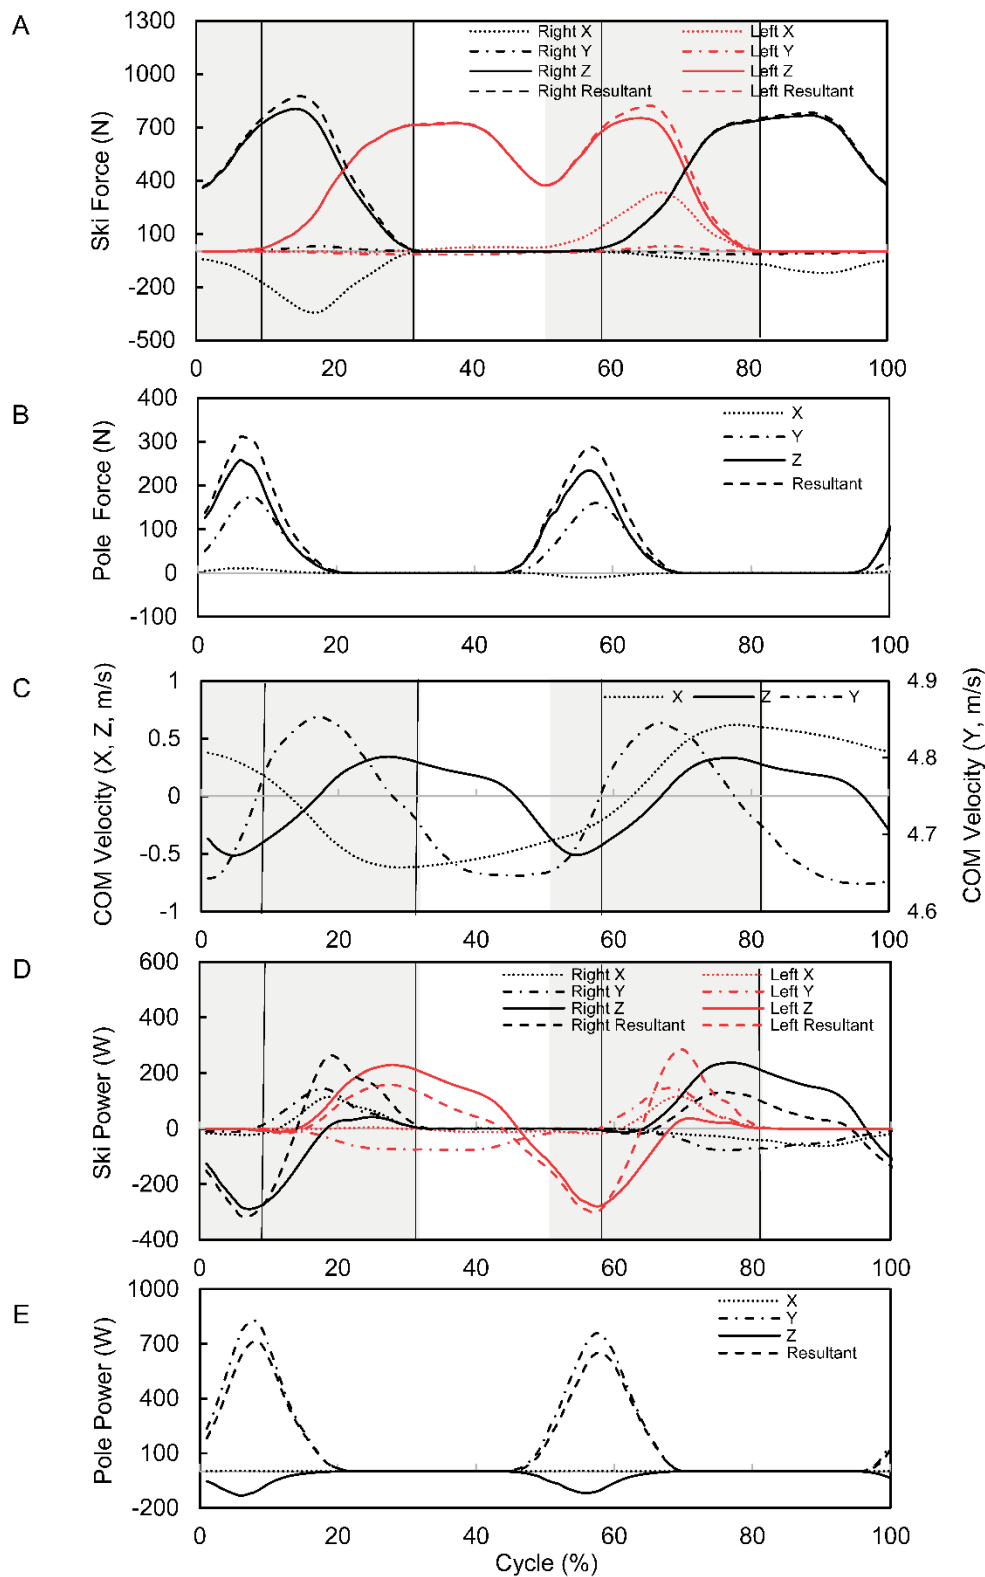 A
Ski Force (N)
1300
1000
700
400
100
-200
-500
Right X
Right Y
Right Z
Right Resultant
Left X
Left Y
Left Z
Left Resultant
0 20 40 60 80 100
B
Pole Force (N)
400
300
200
100
0
-100
X
Y
Z
Resultant
0 20 40 60 80 100
C
COM Velocity (X, Z, m/s)
1
0.5
0
-0.5
-1
X Z Y
4.9
4.8
4.7
4.6
COM Velocity (Y, m/s)
0 20 40 60 80 100
D
Ski Power (W)
600
400
200
0
-200
-400
Right X
Right Y
Right Z
Right Resultant
Left X
Left Y
Left Z
Left Resultant
0 20 40 60 80 100
E
Pole Power (W)
1000
700
400
100
-200
X
Y
Z
Resultant
0 20 40 60 80 100
Cycle (%)